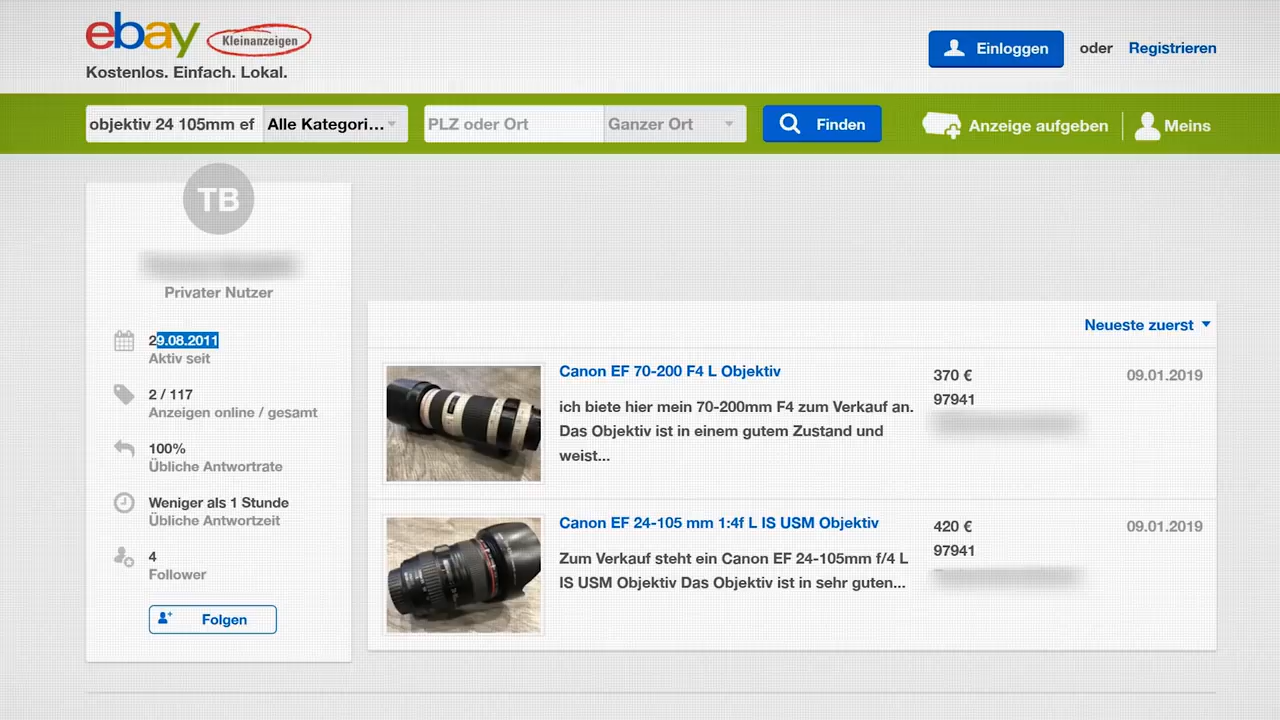 ebay Kleinanzeigen
Kostenlos. Einfach. Lokal.
Einloggen oder Registrieren
objektiv 24 105mm ef Alle Kategori... PLZ oder Ort Ganzer Ort Finden Anzeige aufgeben Meins
TB
Privater Nutzer
29.08.2011
Aktiv seit
2 / 117
Anzeigen online / gesamt
100%
Übliche Antwortrate
Weniger als 1 Stunde
Übliche Antwortzeit
4
Follower
Folgen
Neueste zuerst
Canon EF 70-200 F4 L Objektiv
ich biete hier mein 70-200mm F4 zum Verkauf an.
Das Objektiv ist in einem gutem Zustand und
weist...
370 €
97941
09.01.2019
Canon EF 24-105 mm 1:4f L IS USM Objektiv
Zum Verkauf steht ein Canon EF 24-105mm f/4 L
IS USM Objektiv Das Objektiv ist in sehr guten...
420 €
97941
09.01.2019